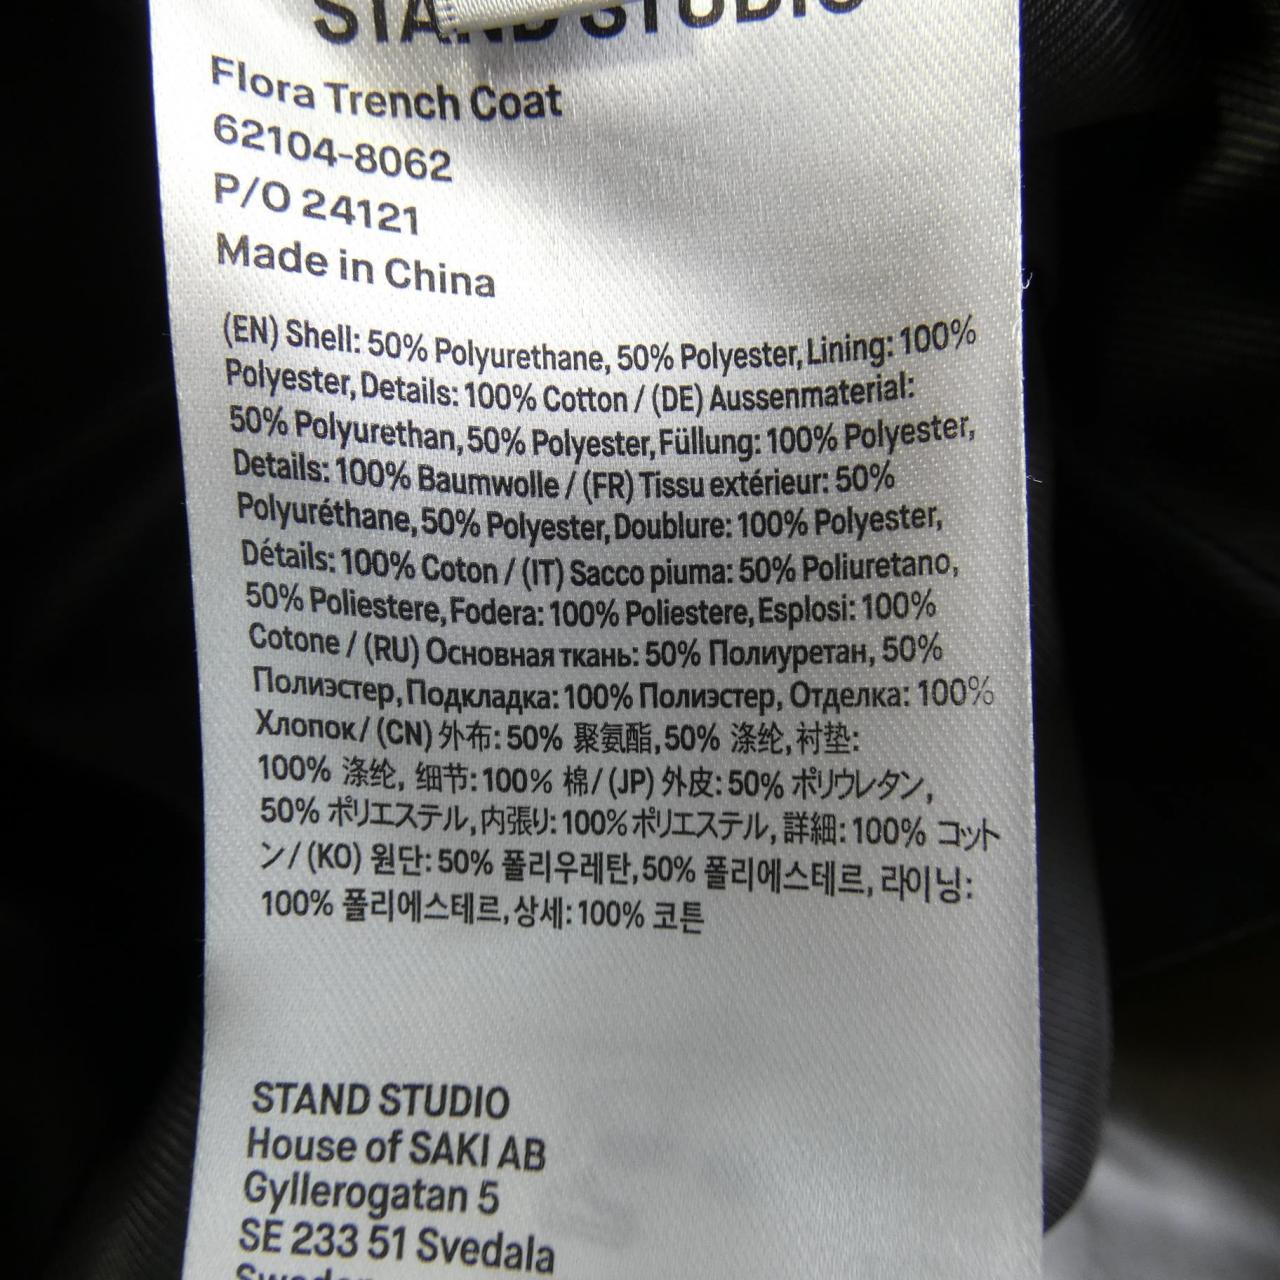 STAND STUDIO
Flora Trench Coat
62104-8062
P/O 24121
Made in China
(EN) Shell: 50% Polyurethane, 50% Polyester, Lining: 100%
Polyester, Details: 100% Cotton / (DE) Aussenmaterial:
50% Polyurethan, 50% Polyester, Füllung: 100% Polyester,
Details: 100% Baumwolle / (FR) Tissu extérieur: 50%
Polyuréthane, 50% Polyester, Doublure: 100% Polyester,
Détails: 100% Coton / (IT) Sacco piuma: 50% Poliuretano,
50% Poliestere, Fodera: 100% Poliestere, Esplosi: 100%
Cotone / (RU) Основная ткань: 50% Полиуретан, 50%
Полиэстер, Подкладка: 100% Полиэстер, Отделка: 100%
Хлопок / (CN) 外布: 50% 聚氨酯, 50% 涤纶, 衬垫:
100% 涤纶, 细节: 100% 棉 / (JP) 外皮: 50% ポリウレタン,
50% ポリエステル, 内張り: 100% ポリエステル, 詳細: 100% コット
ン / (KO) 원단: 50% 폴리우레탄, 50% 폴리에스테르, 라이닝:
100% 폴리에스테르, 상세: 100% 코튼
STAND STUDIO
House of SAKI AB
Gyllerogatan 5
SE 233 51 Svedala
Sweden